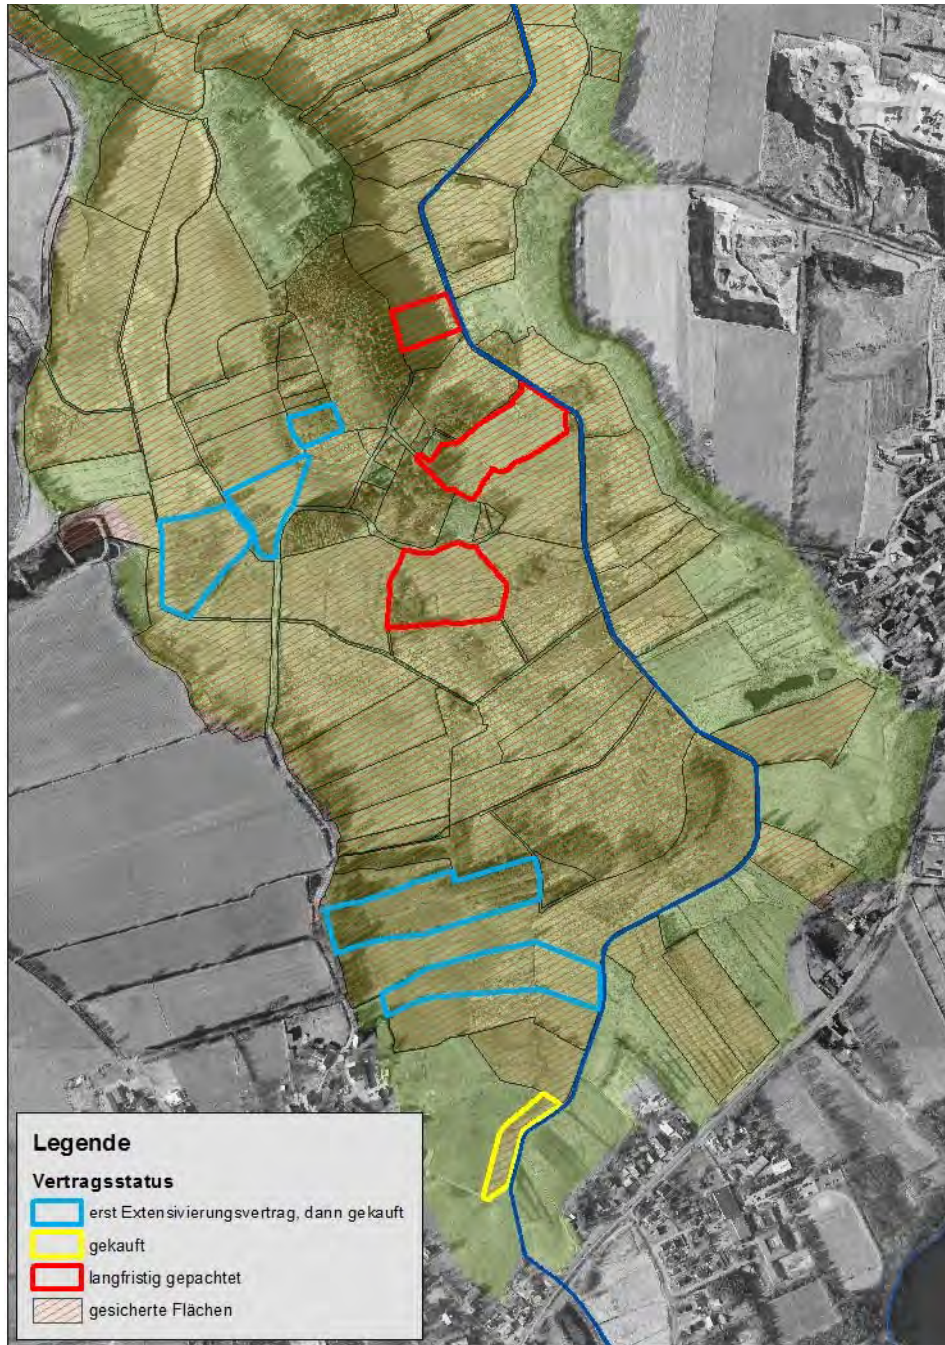 Legende
Vertragsstatus
erst Extensivierungsvertrag, dann gekauft
gekauft
langfristig gepachtet
gesicherte Flächen